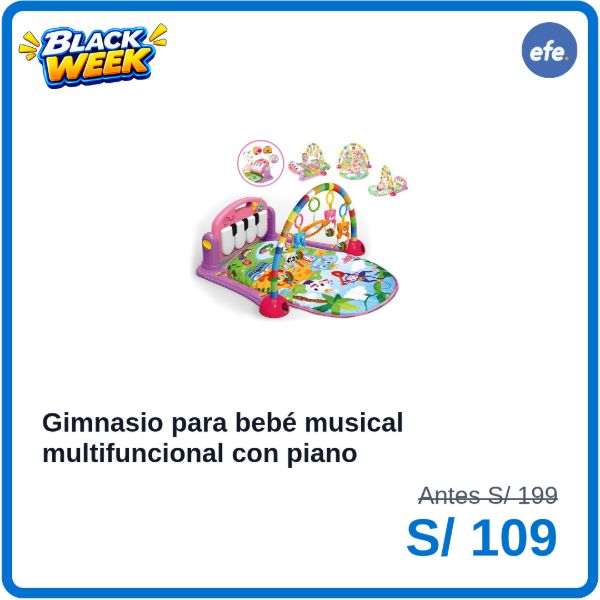 BLACK
WEEK
efe.
Gimnasio para bebé musical
multifuncional con piano
Antes S/ 199
S/ 109